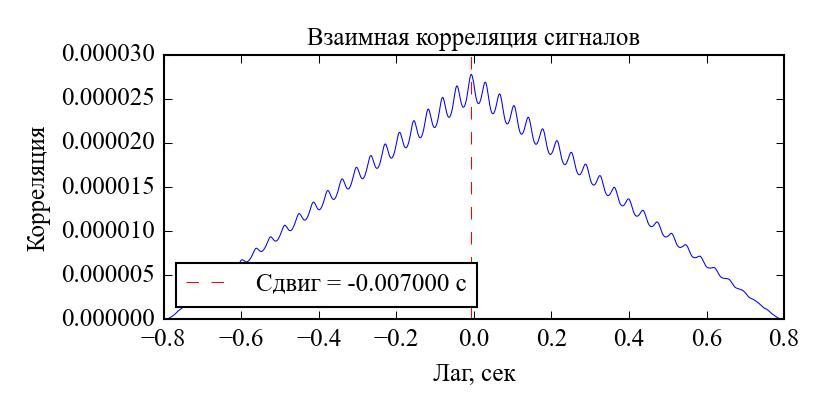 Взаимная корреляция сигналов
0.000030
0.000025
0.000020
0.000015
0.000010
0.000005
0.000000
Корреляция
Сдвиг = -0.007000 с
−0.8 −0.6 −0.4 −0.2 0.0 0.2 0.4 0.6 0.8
Лаг, сек